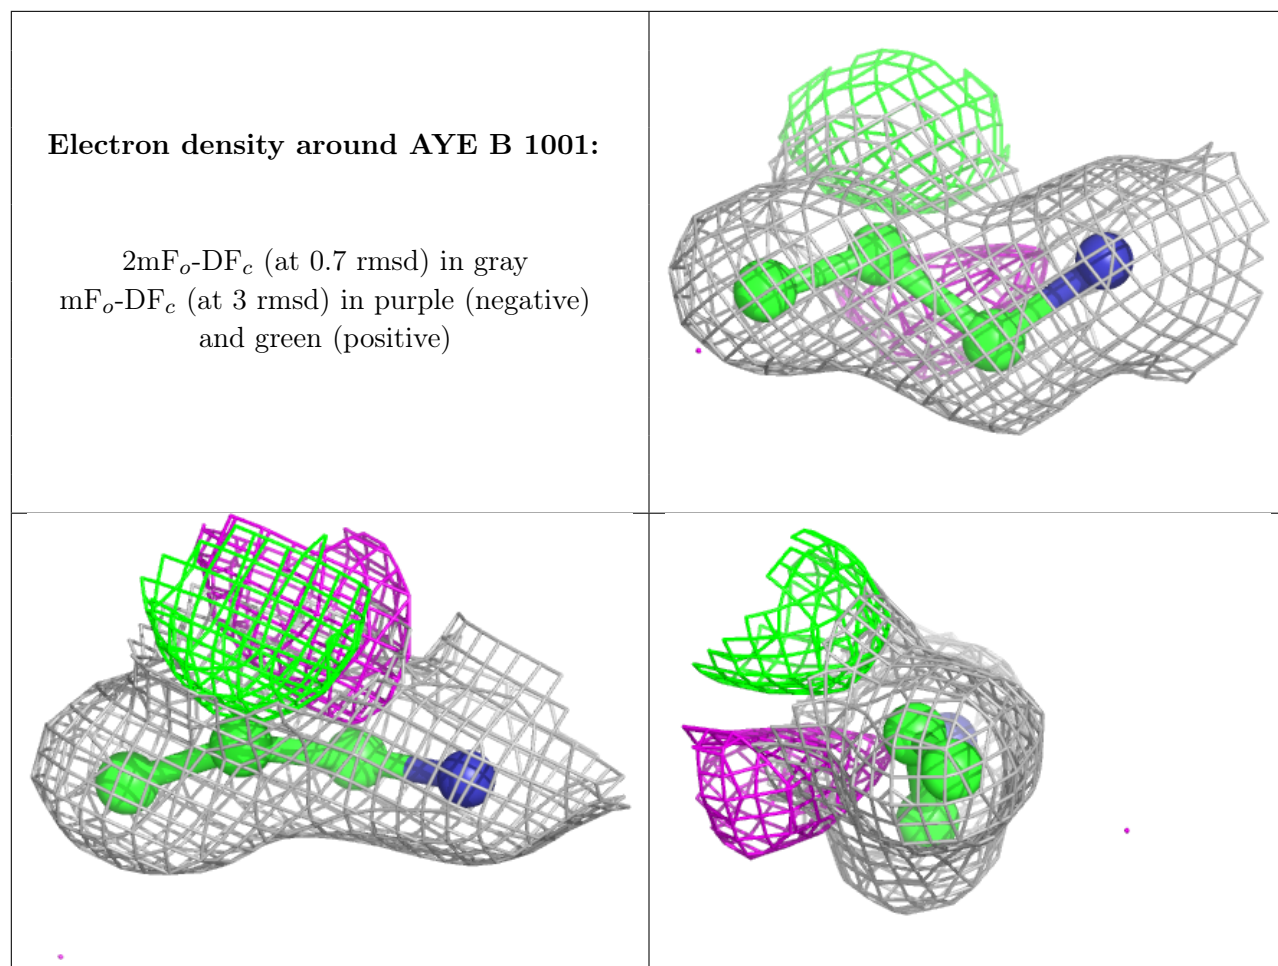 Electron density around AYE B 1001:
2mFo-DFc (at 0.7 rmsd) in gray
mFo-DFc (at 3 rmsd) in purple (negative)
and green (positive)